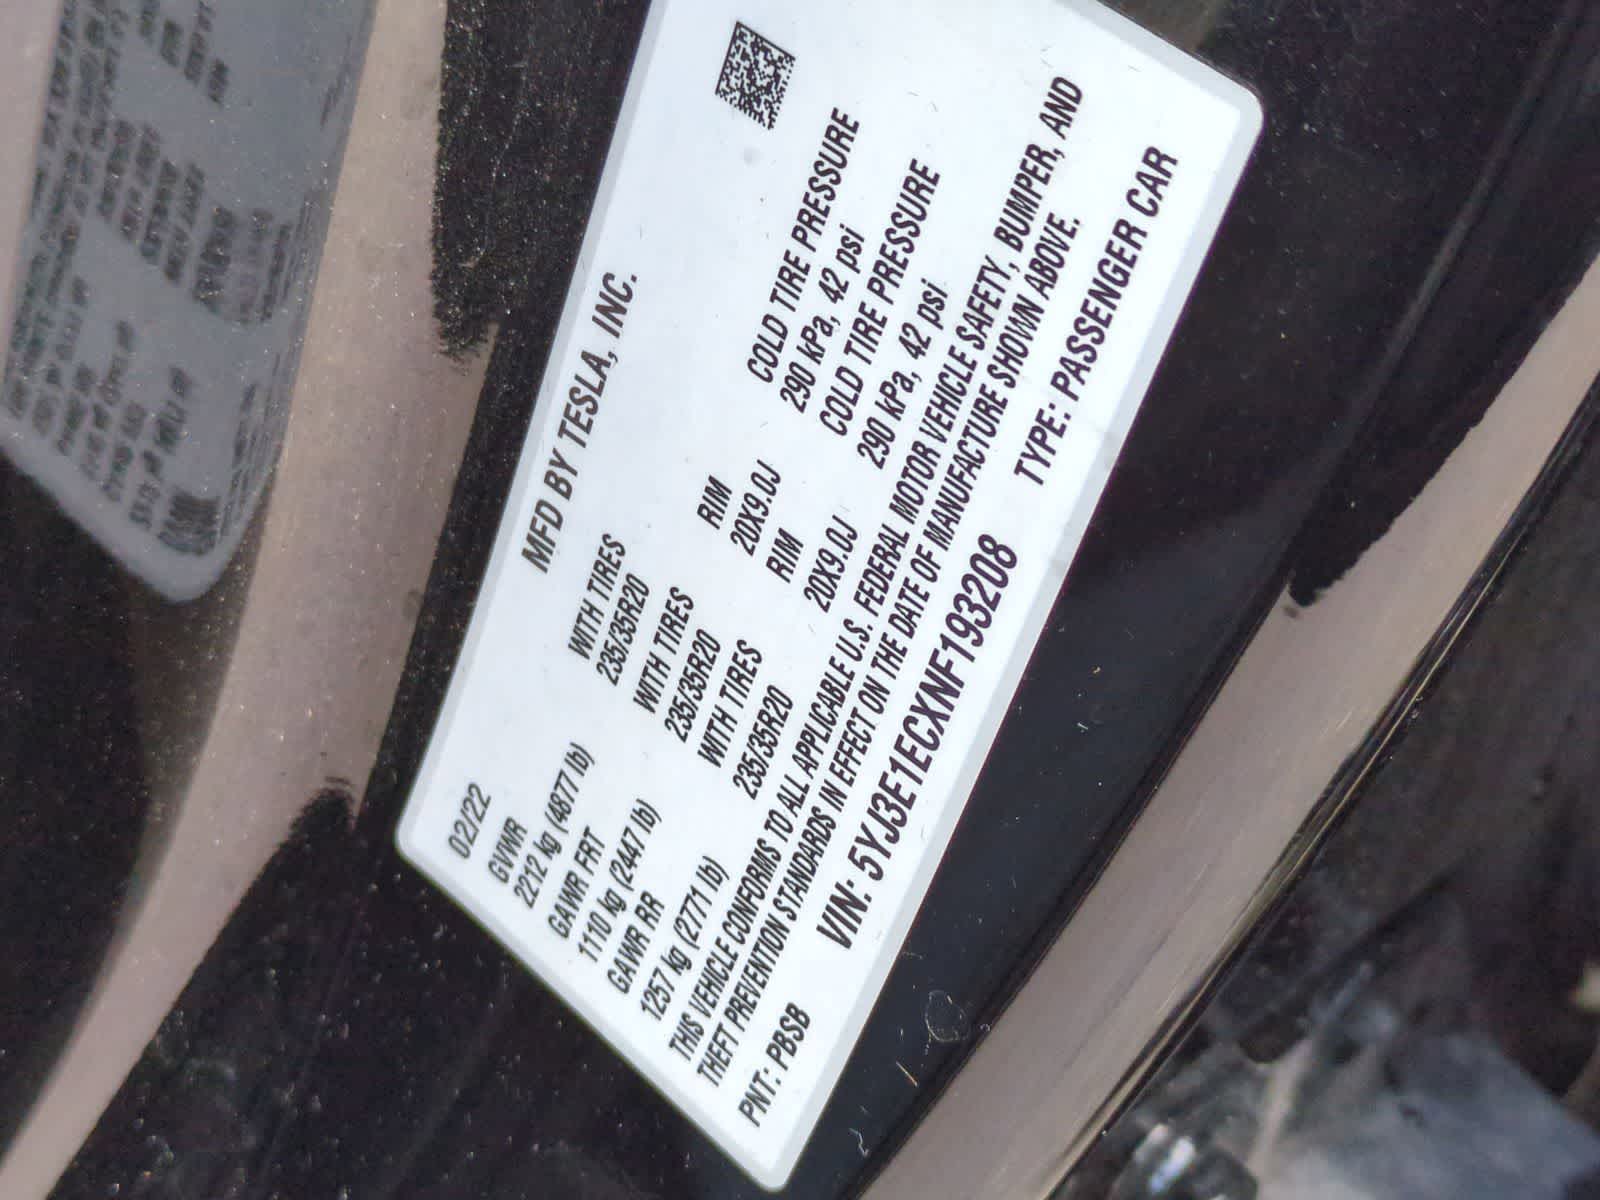 MFD BY TESLA, INC.
02/22
GVWR WITH TIRES RIM COLD TIRE PRESSURE
2212 kg (4877 lb) 235/35R20 20X9.0J 290 kPa, 42 psi
GAWR FRT WITH TIRES RIM COLD TIRE PRESSURE
1110 kg (2447 lb) 235/35R20 20X9.0J 290 kPa, 42 psi
GAWR RR WITH TIRES
1257 kg (2771 lb) 235/35R20
THIS VEHICLE CONFORMS TO ALL APPLICABLE U.S. FEDERAL MOTOR VEHICLE SAFETY, BUMPER, AND
THEFT PREVENTION STANDARDS IN EFFECT ON THE DATE OF MANUFACTURE SHOWN ABOVE.
VIN: 5YJ3E1ECXNF193208
PNT: PBSB TYPE: PASSENGER CAR